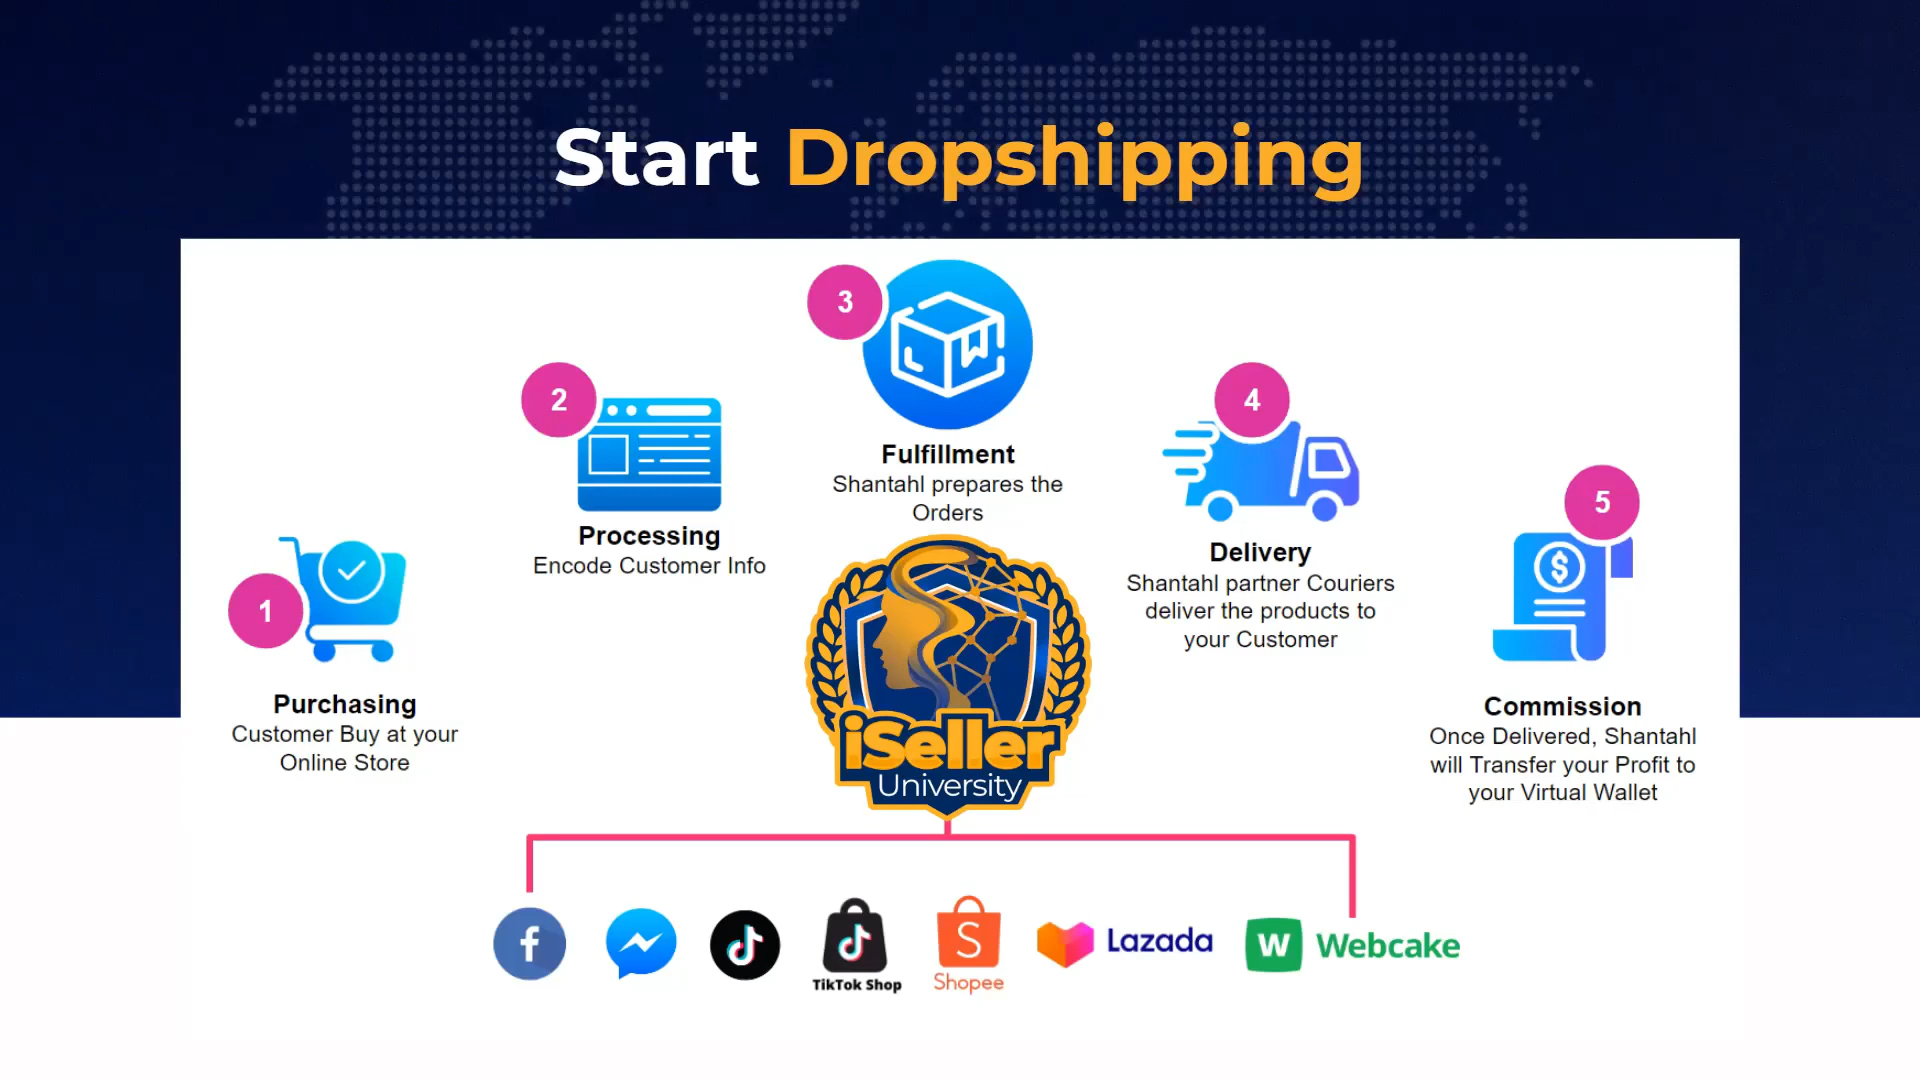 Start Dropshipping
1
Purchasing
Customer Buy at your
Online Store
2
Processing
Encode Customer Info
3
Fulfillment
Shantahl prepares the
Orders
4
Delivery
Shantahl partner Couriers
deliver the products to
your Customer
5
$
Commission
Once Delivered, Shantahl
will Transfer your Profit to
your Virtual Wallet
iSeller
University
f
TikTok Shop
S
Shopee
Lazada
W Webcake